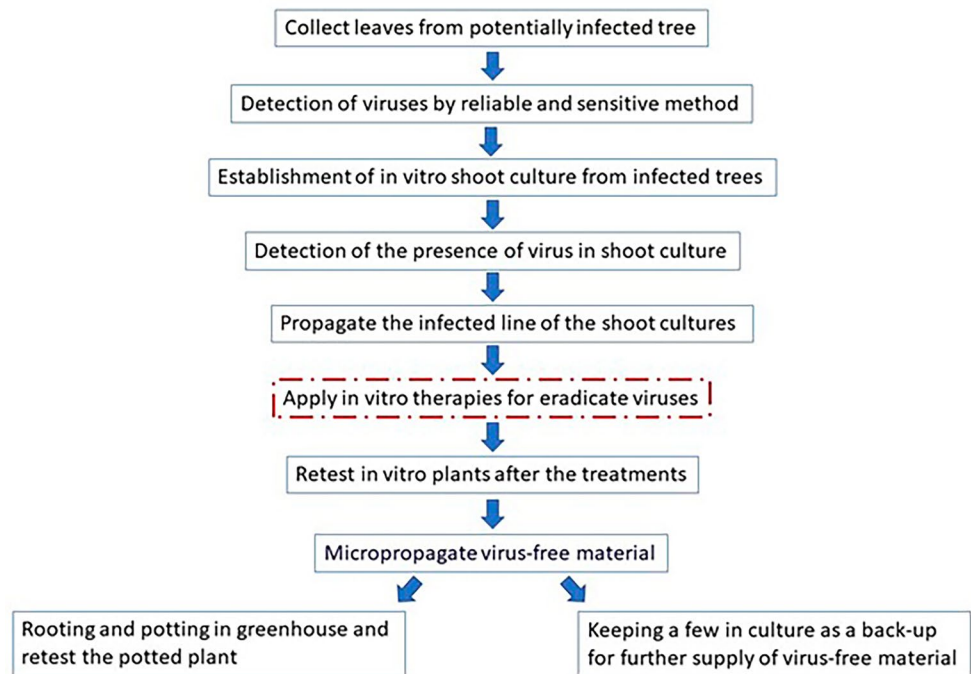 Collect leaves from potentially infected tree
Detection of viruses by reliable and sensitive method
Establishment of in vitro shoot culture from infected trees
Detection of the presence of virus in shoot culture
Propagate the infected line of the shoot cultures
Apply in vitro therapies for eradicate viruses
Retest in vitro plants after the treatments
Micropropagate virus-free material
Rooting and potting in greenhouse and
retest the potted plant
Keeping a few in culture as a back-up
for further supply of virus-free material